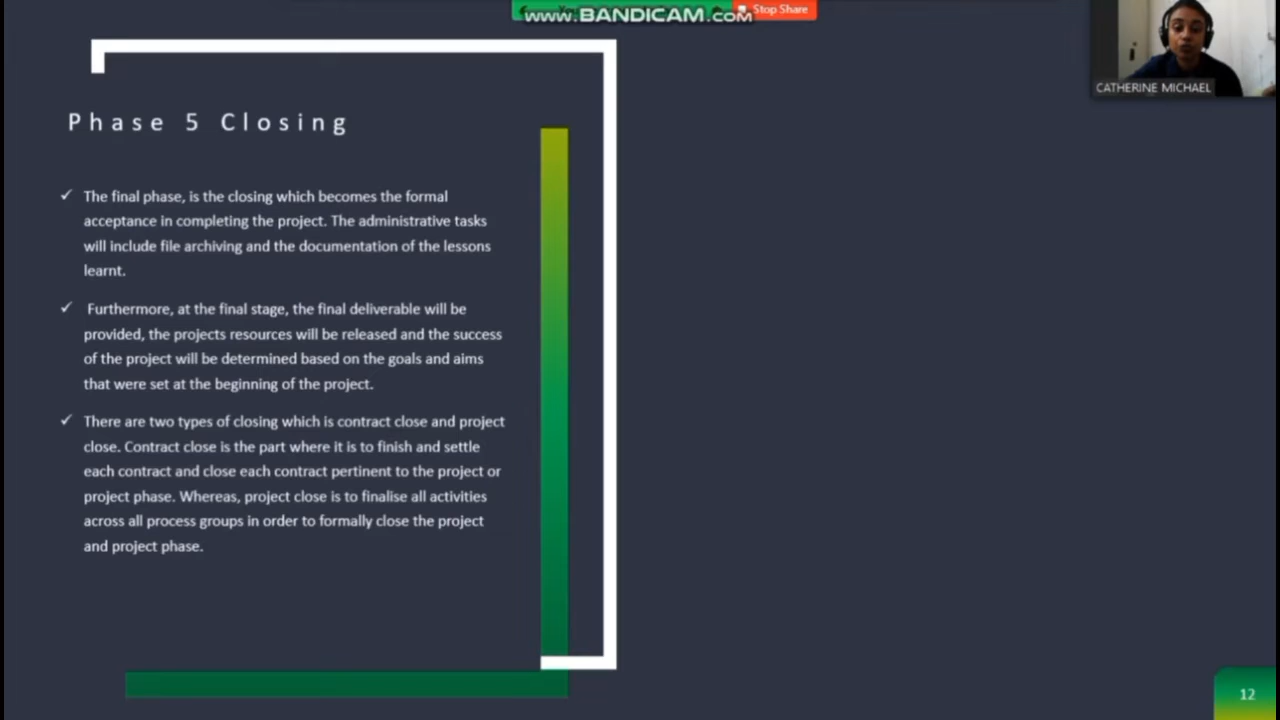 www.BANDICAM.com
Stop Share
CATHERINE MICHAEL
Phase 5 Closing
✓ The final phase, is the closing which becomes the formal
acceptance in completing the project. The administrative tasks
will include file archiving and the documentation of the lessons
learnt.
✓ Furthermore, at the final stage, the final deliverable will be
provided, the projects resources will be released and the success
of the project will be determined based on the goals and aims
that were set at the beginning of the project.
✓ There are two types of closing which is contract close and project
close. Contract close is the part where it is to finish and settle
each contract and close each contract pertinent to the project or
project phase. Whereas, project close is to finalise all activities
across all process groups in order to formally close the project
and project phase.
12